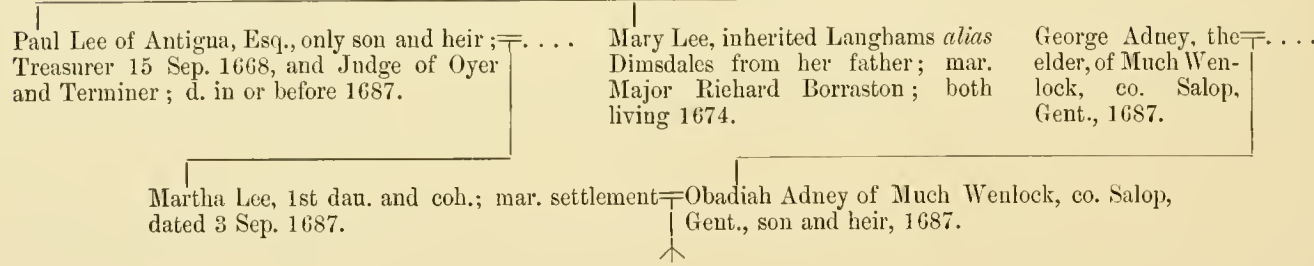 Paul Lee of Antigua, Esq., only son and heir ;=. . . .
Treasurer 15 Sep. 1668, and Judge of Oyer
and Terminer ; d. in or before 1687.
Mary Lee, inherited Langhams alias
Dimsdales from her father ; mar.
Major Richard Borraston ; both
living 1674.
George Adney, the=. . . .
elder, of Much Wen-
lock, co. Salop,
Gent., 1687.
Martha Lee, 1st dau. and coh.; mar. settlement=Obadiah Adney of Much Wenlock, co. Salop,
dated 3 Sep. 1687. Gent., son and heir, 1687.